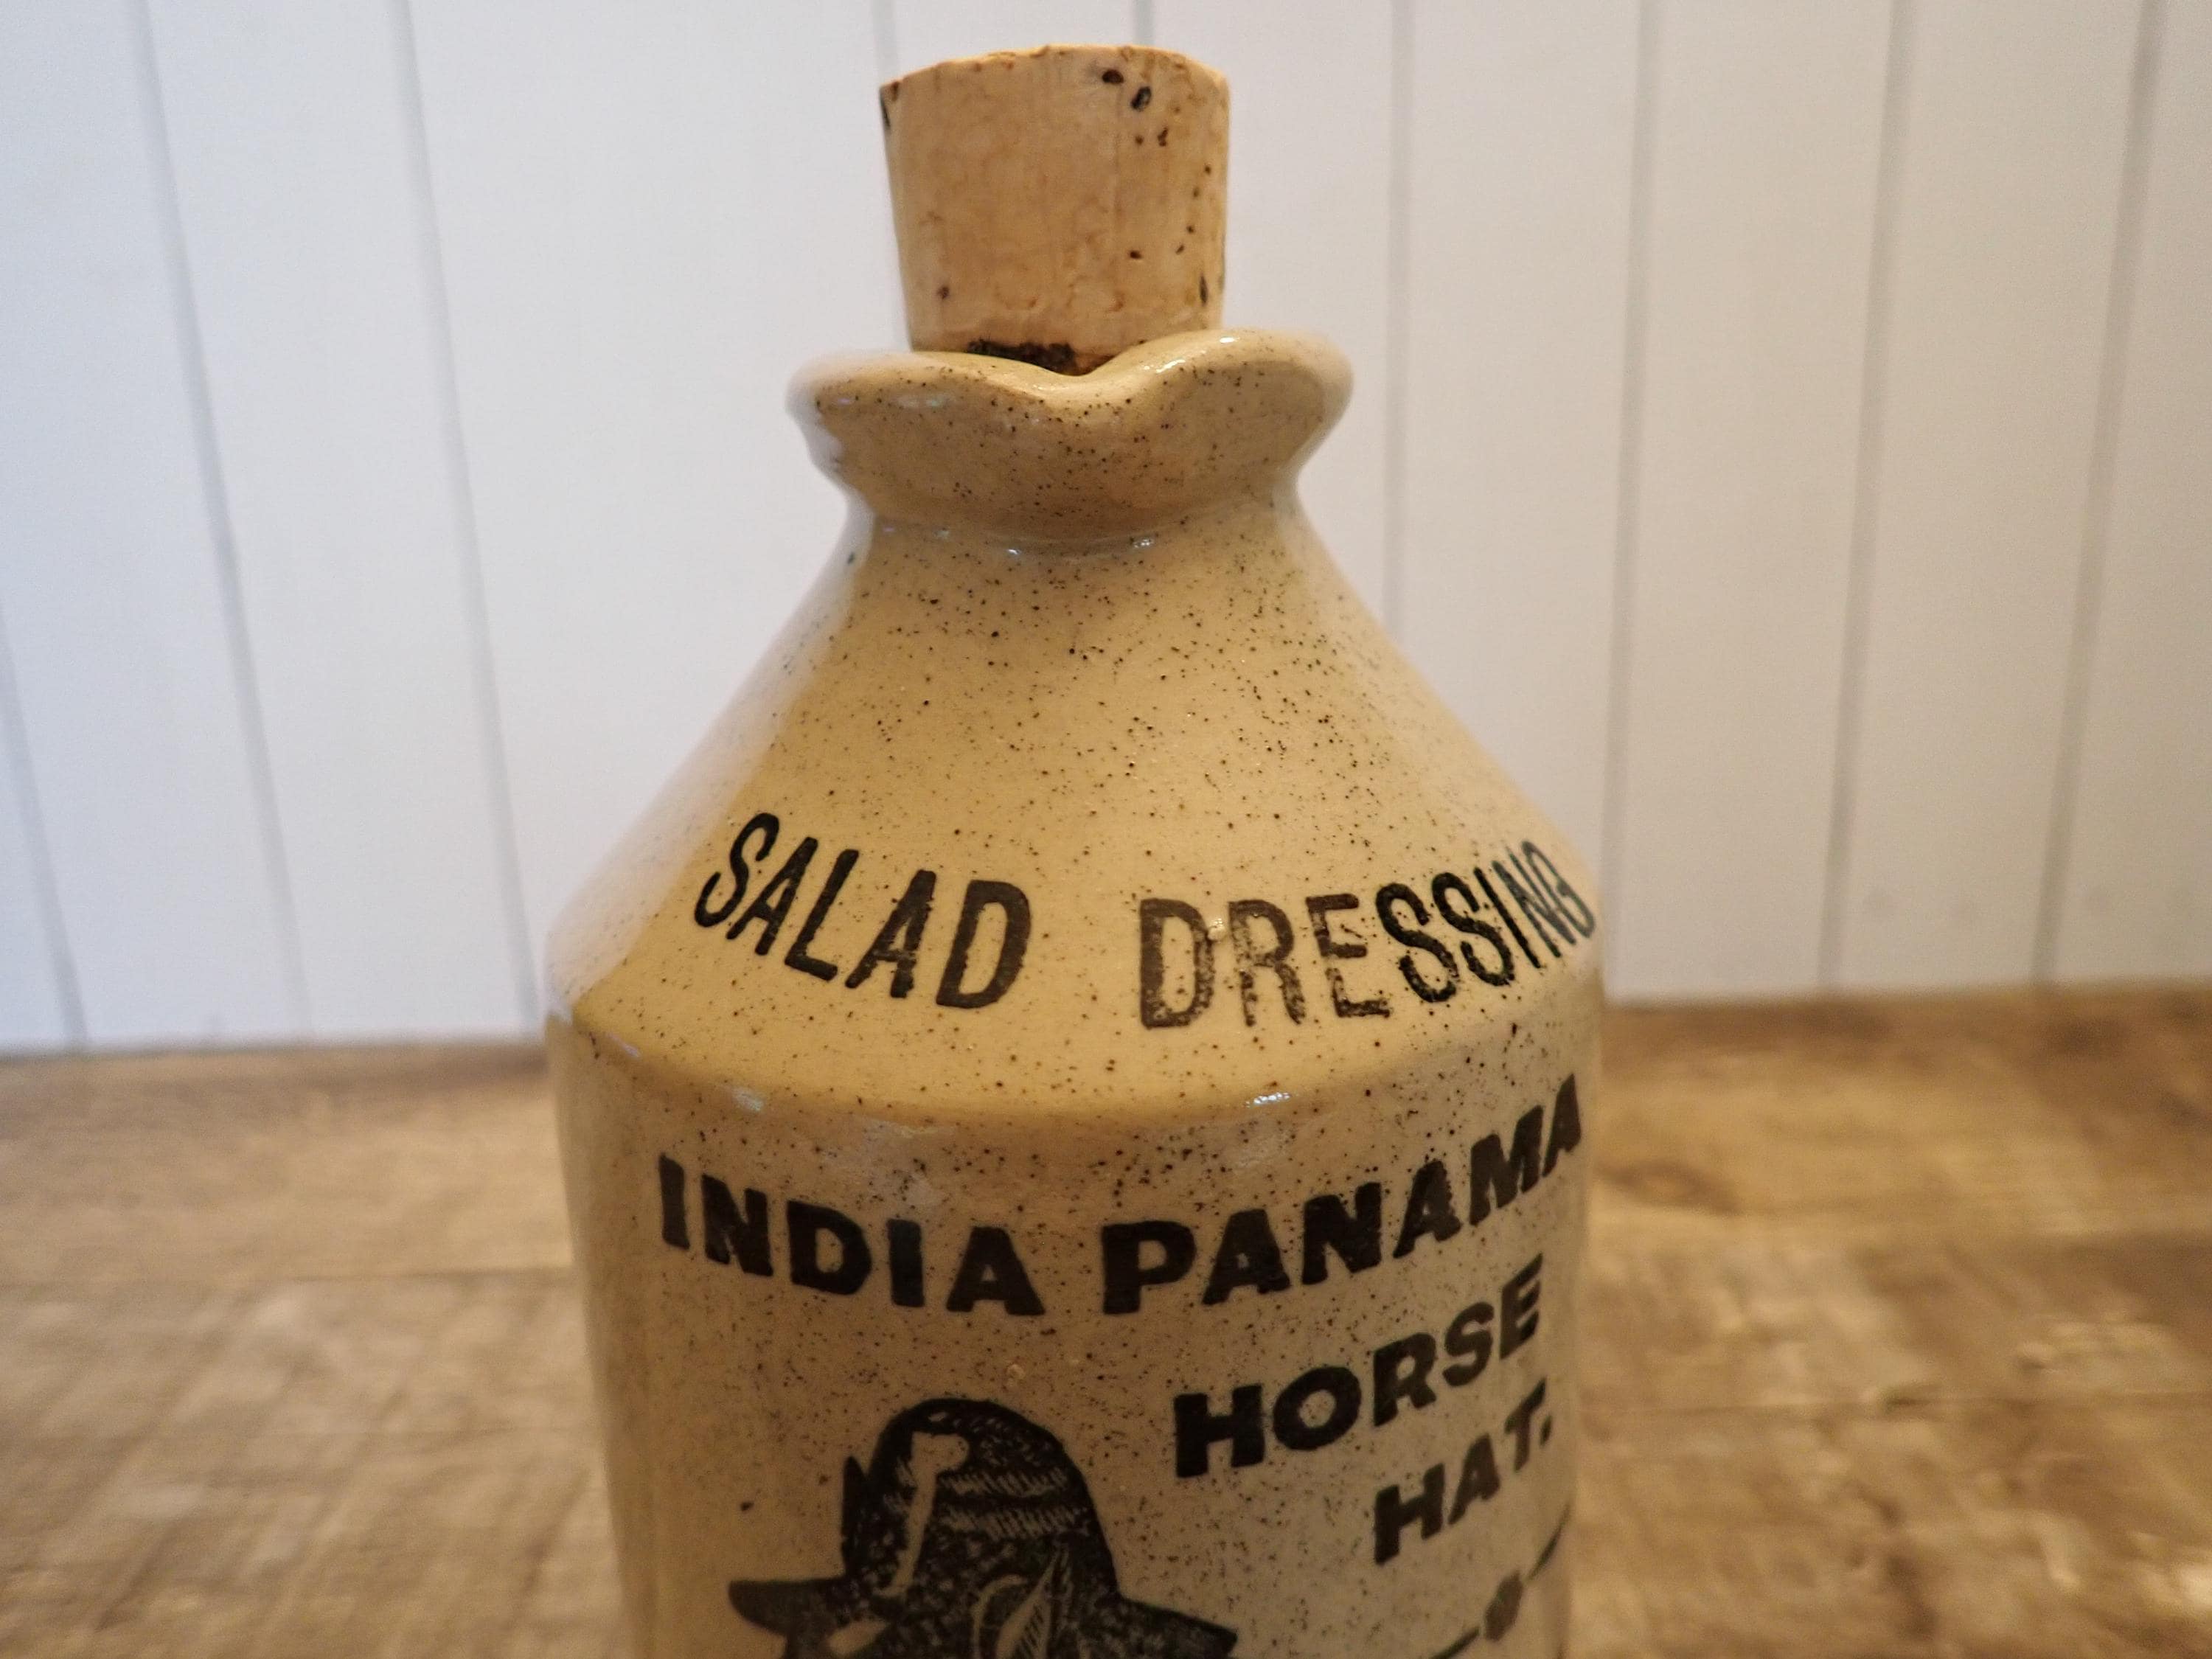 SALAD DRESSING
INDIA PANAMA
HORSE
HAT.